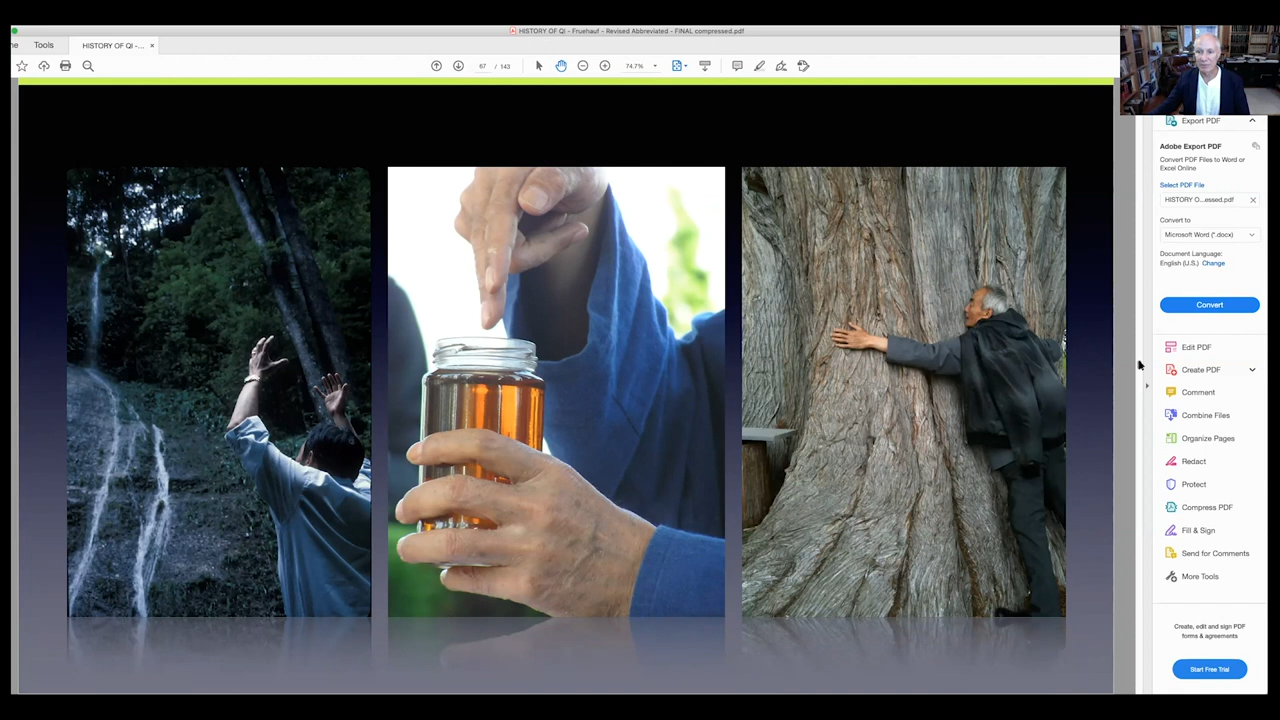 HISTORY OF QI - Fruehauf - Revised Abbreviated - FINAL compressed.pdf
ne
Tools
HISTORY OF QI -... ×
67 / 143
74.7%
Export PDF
Adobe Export PDF
Convert PDF Files to Word or
Excel Online
Select PDF File
HISTORY O...essed.pdf
Convert to
Microsoft Word (*.docx)
Document Language:
English (U.S.) Change
Convert
Edit PDF
Create PDF
Comment
Combine Files
Organize Pages
Redact
Protect
Compress PDF
Fill & Sign
Send for Comments
More Tools
Create, edit and sign PDF
forms & agreements
Start Free Trial